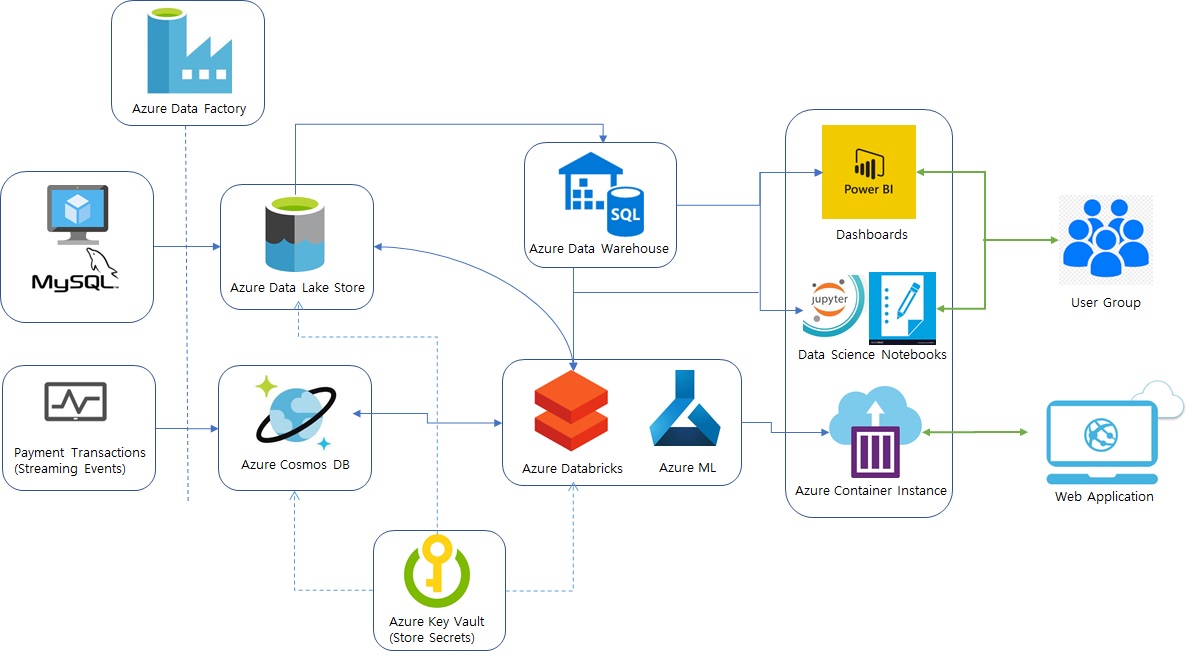 Azure Data Factory
MySQL
Azure Data Lake Store
SQL
Azure Data Warehouse
Power BI
Dashboards
jupyter
Data Science Notebooks
User Group
Payment Transactions
(Streaming Events)
Azure Cosmos DB
Azure Databricks
Azure ML
Azure Container Instance
Web Application
Azure Key Vault
(Store Secrets)